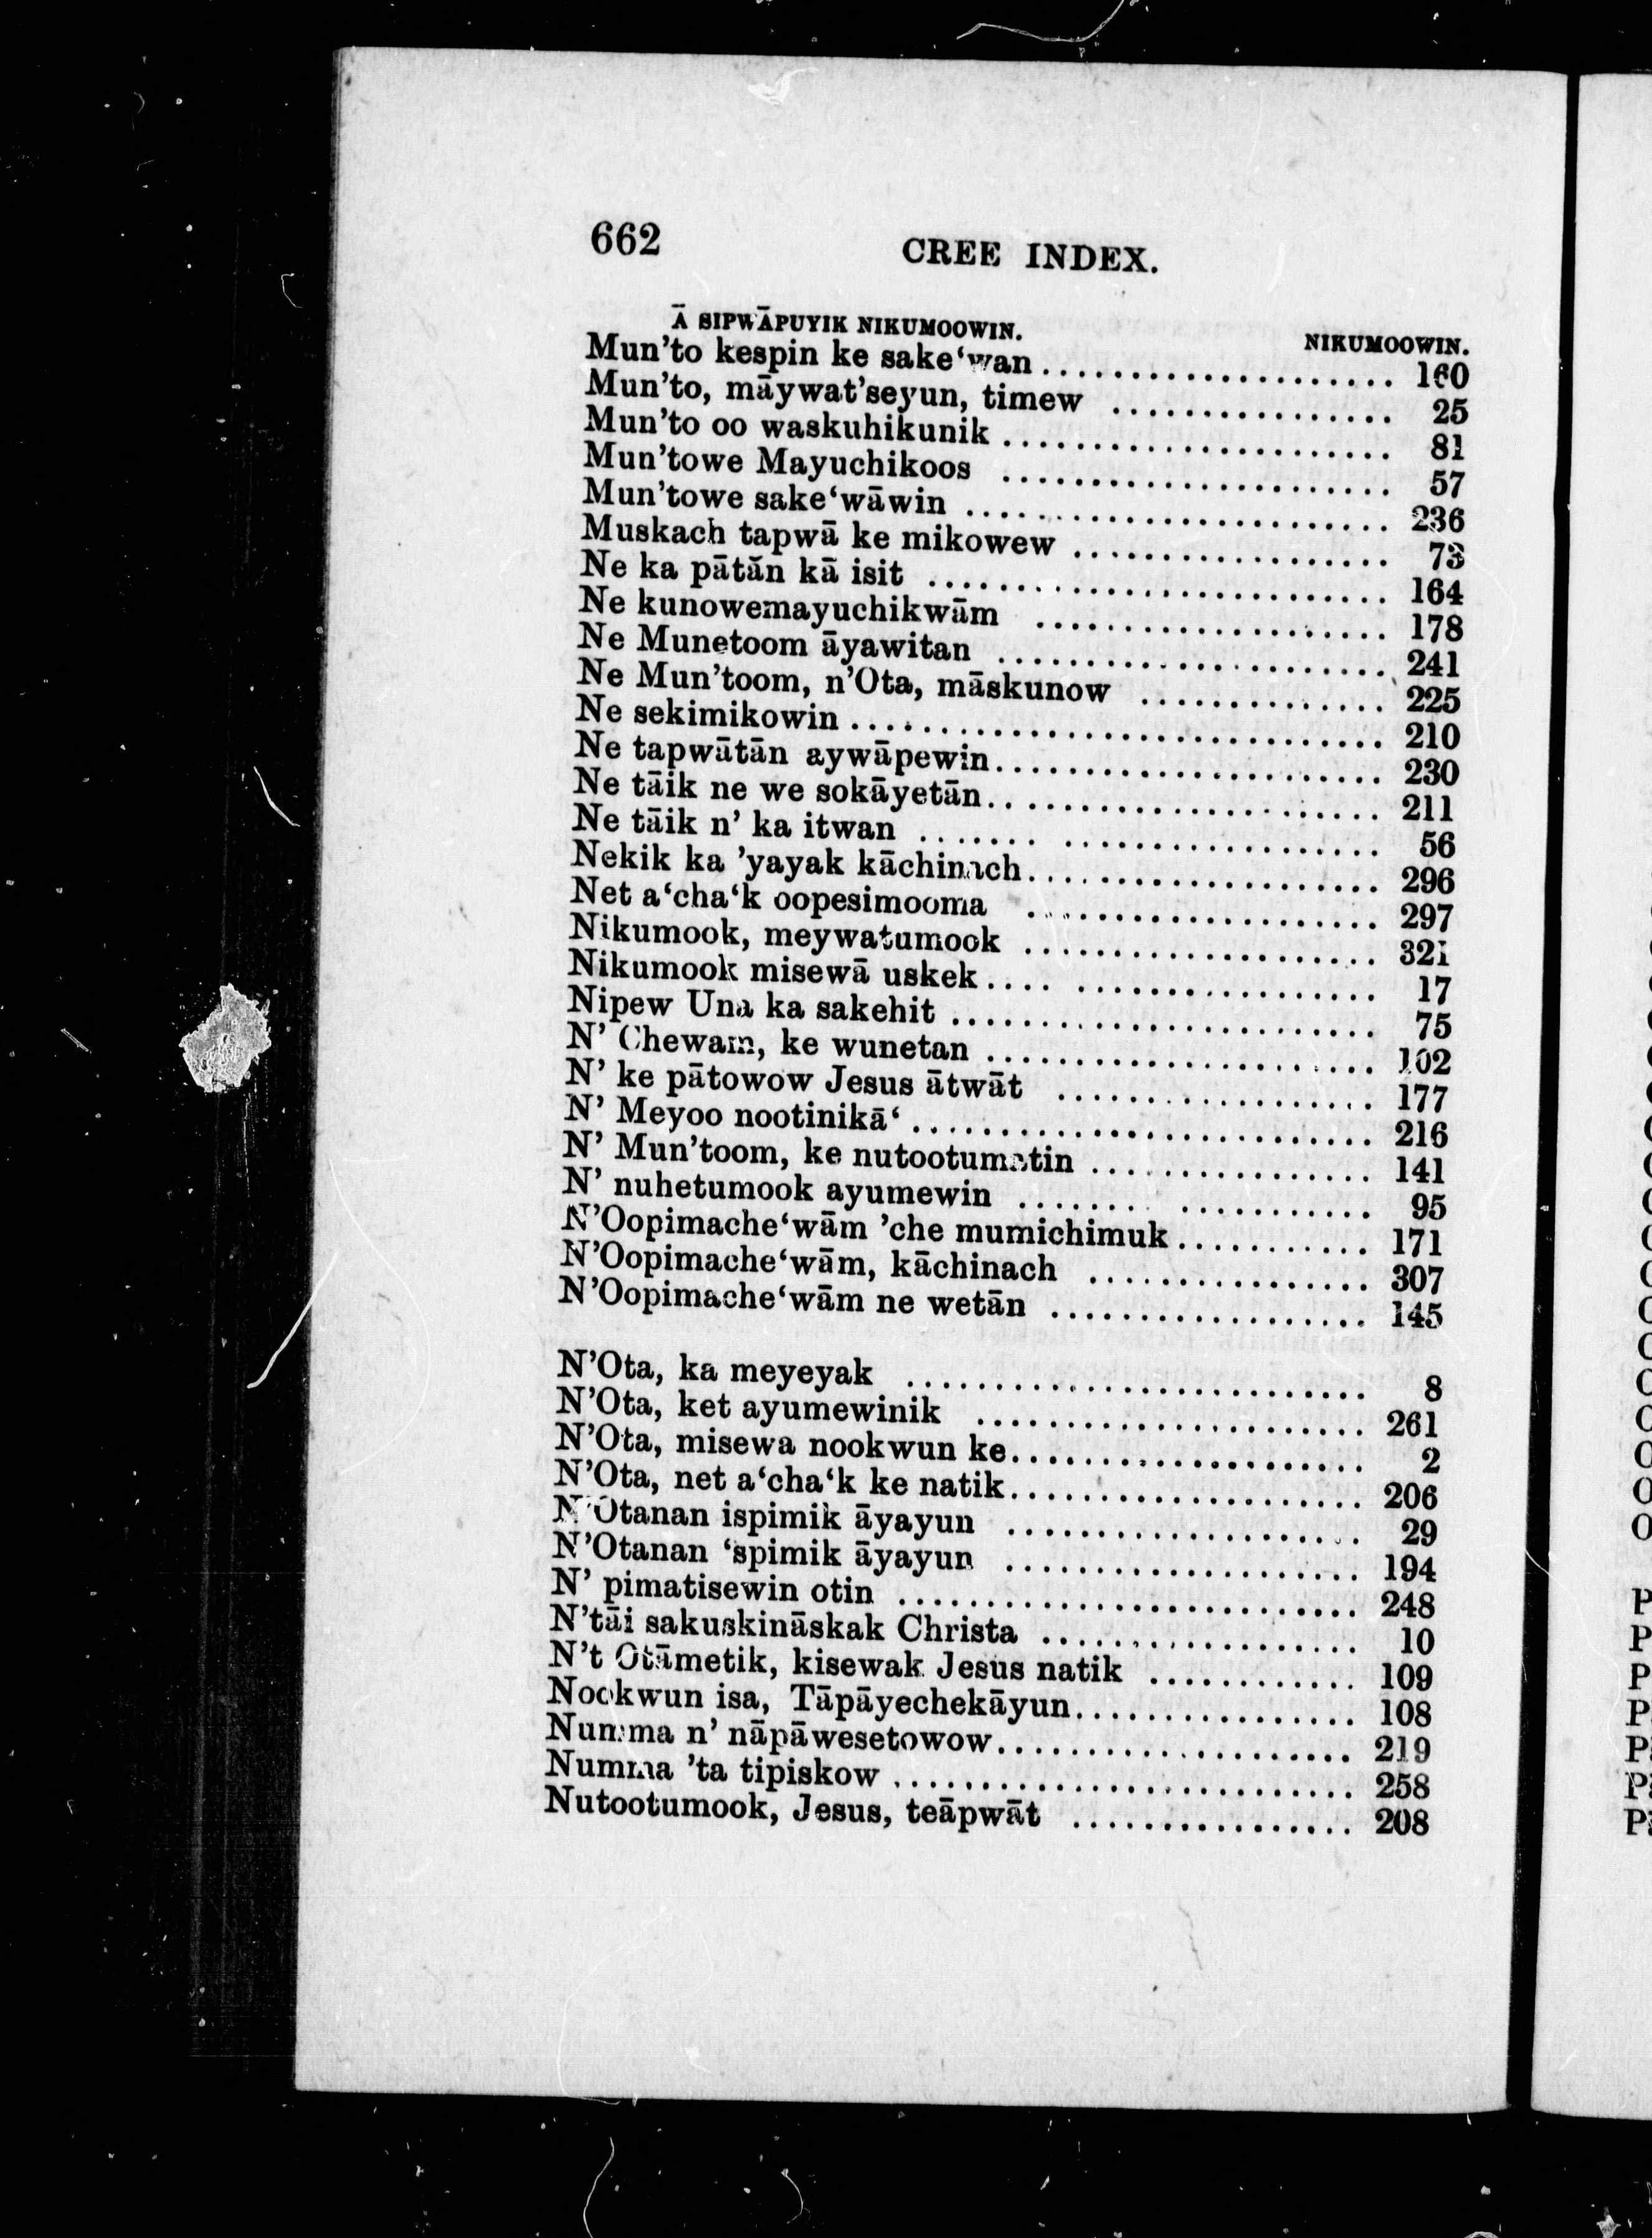 662 CREE INDEX.
Ā SIPWĀPUYIK NIKUMOOWIN. NIKUMOOWIN.
Mun’to kespin ke sake‘wan .................... 160
Mun’to, māywat’seyun, timew ................ 25
Mun’to oo waskuhikunik ...................... 81
Mun’towe Mayuchikoos ...................... 57
Mun’towe sake‘wāwin ........................ 236
Muskach tapwā ke mikowew .................. 73
Ne ka pātăn kā isit .......................... 164
Ne kunowemayuchikwām .................... 178
Ne Munetoom āyawitan ...................... 241
Ne Mun’toom, n’Ota, māskunow .............. 225
Ne sekimikowin .............................. 210
Ne tapwātān aywāpewin...................... 230
Ne tāik ne we sokāyetān...................... 211
Ne tāik n’ ka itwan .......................... 56
Nekik ka ’yayak kāchinach.................... 296
Net a‘cha‘k oopesimooma .................... 297
Nikumook, meywatumook .................... 321
Nikumook misewā uskek...................... 17
Nipew Una ka sakehit ........................ 75
N’ Chewam, ke wunetan ...................... 102
N’ ke pātowow Jesus ātwāt .................. 177
N’ Meyoo nootinikā‘ .......................... 216
N’ Mun’toom, ke nutootumatin ................ 141
N’ nuhetumook ayumewin .................... 95
N’Oopimache‘wām ’che mumichimuk........... 171
N’Oopimache‘wām, kāchinach ................ 307
N’Oopimache‘wām ne wetān .................. 145
N’Ota, ka meyeyak .......................... 8
N’Ota, ket ayumewinik ...................... 261
N’Ota, misewa nookwun ke.................... 2
N’Ota, net a‘cha‘k ke natik.................... 206
N’Otanan ispimik āyayun .................... 29
N’Otanan ‘spimik āyayun .................... 194
N’ pimatisewin otin .......................... 248
N’tāi sakuskināskak Christa .................. 10
N’t Otāmetik, kisewak Jesus natik ............ 109
Nookwun isa, Tāpāyechekāyun................ 108
Numma n’ nāpāwesetowow.................... 219
Numma ’ta tipiskow .......................... 258
Nutootumook, Jesus, teāpwāt ................ 208